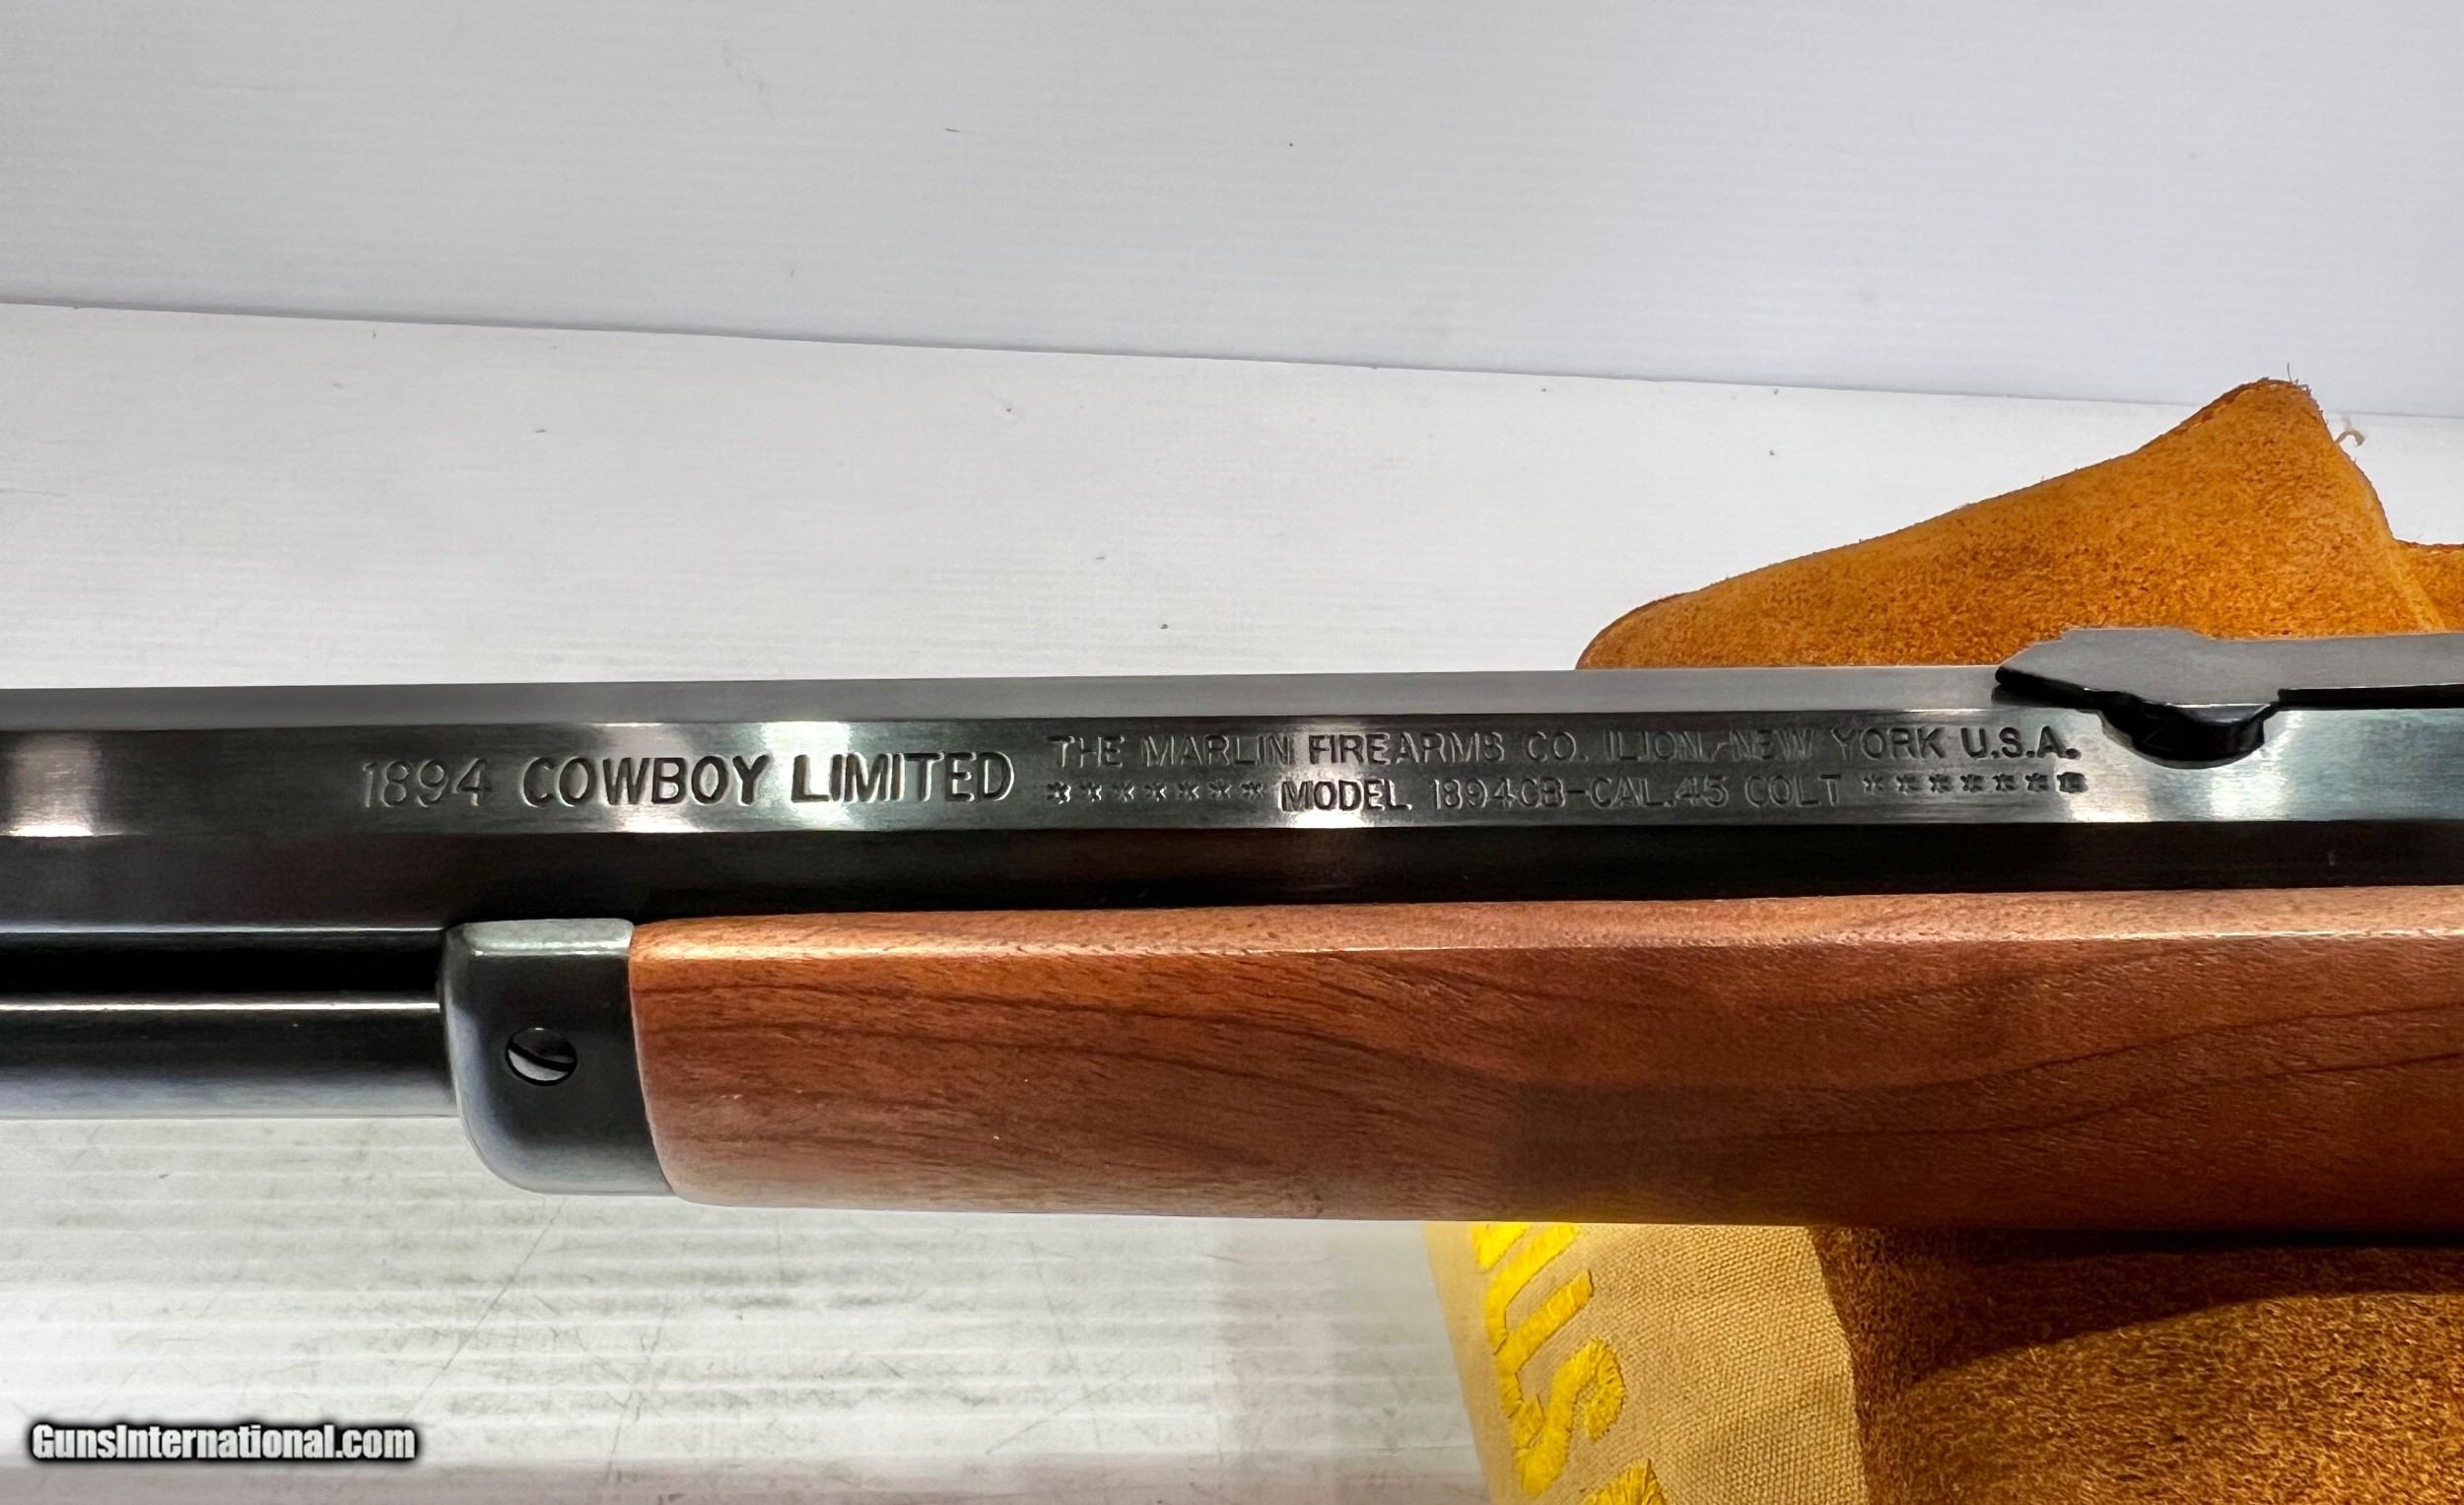 1894 COWBOY LIMITED
THE MARLIN FIREARMS CO. ILION, NEW YORK U.S.A.
******* MODEL 1894CB-CAL.45 COLT *******
GunsInternational.com